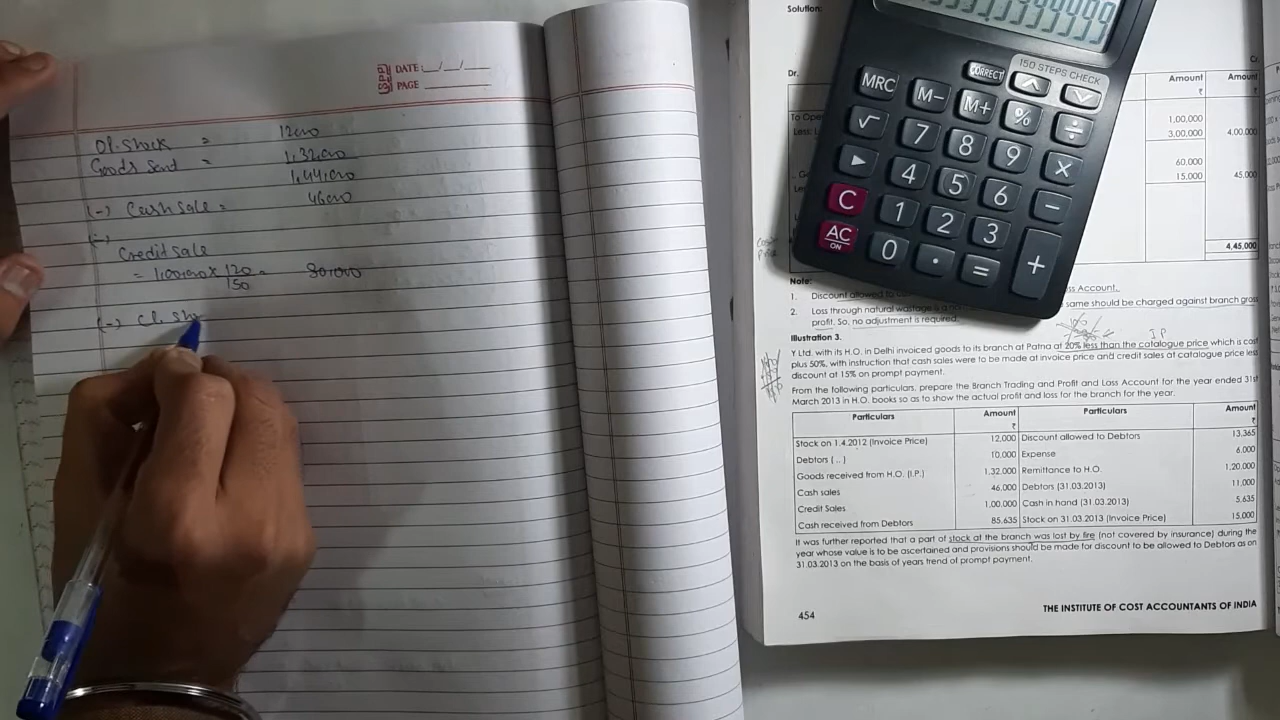 DATE: __/__/__
PAGE
Op. Stock = 12000
Goods Sent = 1,32,000
1,44,000
(-) Cash Sale = 46000
(-)
Credit Sale
= 1,00,000 × 120/150 = 80,000
(-) Cl. Sto
Solution:
Dr.
Cr
Amount
₹
Amount
₹
To Ope
Less: L
1,00,000
3,00,000
4,00,000
60,000
15,000
45,000
4,45,000
150 STEPS CHECK
CORRECT
MRC M− M+ % ÷
√ 7 8 9 ×
▶ 4 5 6 −
C 1 2 3 +
AC ON 0 • =
Note:
1. Discount allowed to
ss Account.
2. Loss through natural wastage is a
same should be charged against branch gross
profit. So, no adjustment is required.
I P
Illustration 3.
Y Ltd. with its H.O. in Delhi invoiced goods to its branch at Patna at 20% less than the catalogue price which is cost
plus 50%, with instruction that cash sales were to be made at invoice price and credit sales at catalogue price less
discount at 15% on prompt payment.
From the following particulars, prepare the Branch Trading and Profit and Loss Account for the year ended 31st
March 2013 in H.O. books so as to show the actual profit and loss for the branch for the year.
Particulars Amount ₹ Particulars Amount ₹
Stock on 1.4.2012 (Invoice Price) 12,000 Discount allowed to Debtors 13,365
Debtors ( .. ) 10,000 Expense 6,000
Goods received from H.O. (I.P.) 1,32,000 Remittance to H.O. 1,20,000
Cash sales 46,000 Debtors (31.03.2013) 11,000
Credit Sales 1,00,000 Cash in hand (31.03.2013) 5,635
Cash received from Debtors 85,635 Stock on 31.03.2013 (Invoice Price) 15,000
It was further reported that a part of stock at the branch was lost by fire (not covered by insurance) during the
year whose value is to be ascertained and provisions should be made for discount to be allowed to Debtors as on
31.03.2013 on the basis of years trend of prompt payment.
454
THE INSTITUTE OF COST ACCOUNTANTS OF INDIA